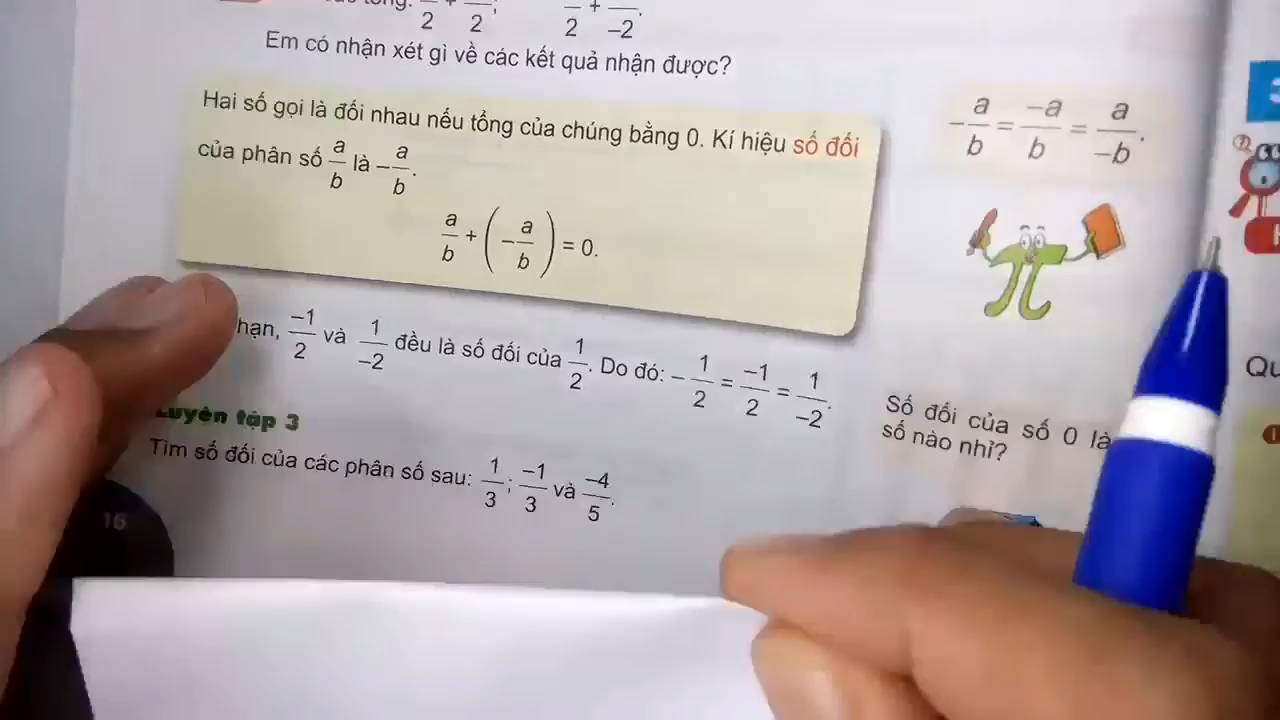 2 + 2; 2 + −2.
Em có nhận xét gì về các kết quả nhận được?
Hai số gọi là đối nhau nếu tổng của chúng bằng 0. Kí hiệu số đối
của phân số a/b là −a/b.
a/b + (−a/b) = 0.
−a/b = −a/b = a/−b.
hạn, −1/2 và 1/−2 đều là số đối của 1/2. Do đó: −1/2 = −1/2 = 1/−2.
Luyện tập 3
Tìm số đối của các phân số sau: 1/3; −1/3 và −4/5.
Số đối của số 0 là
số nào nhỉ?
16